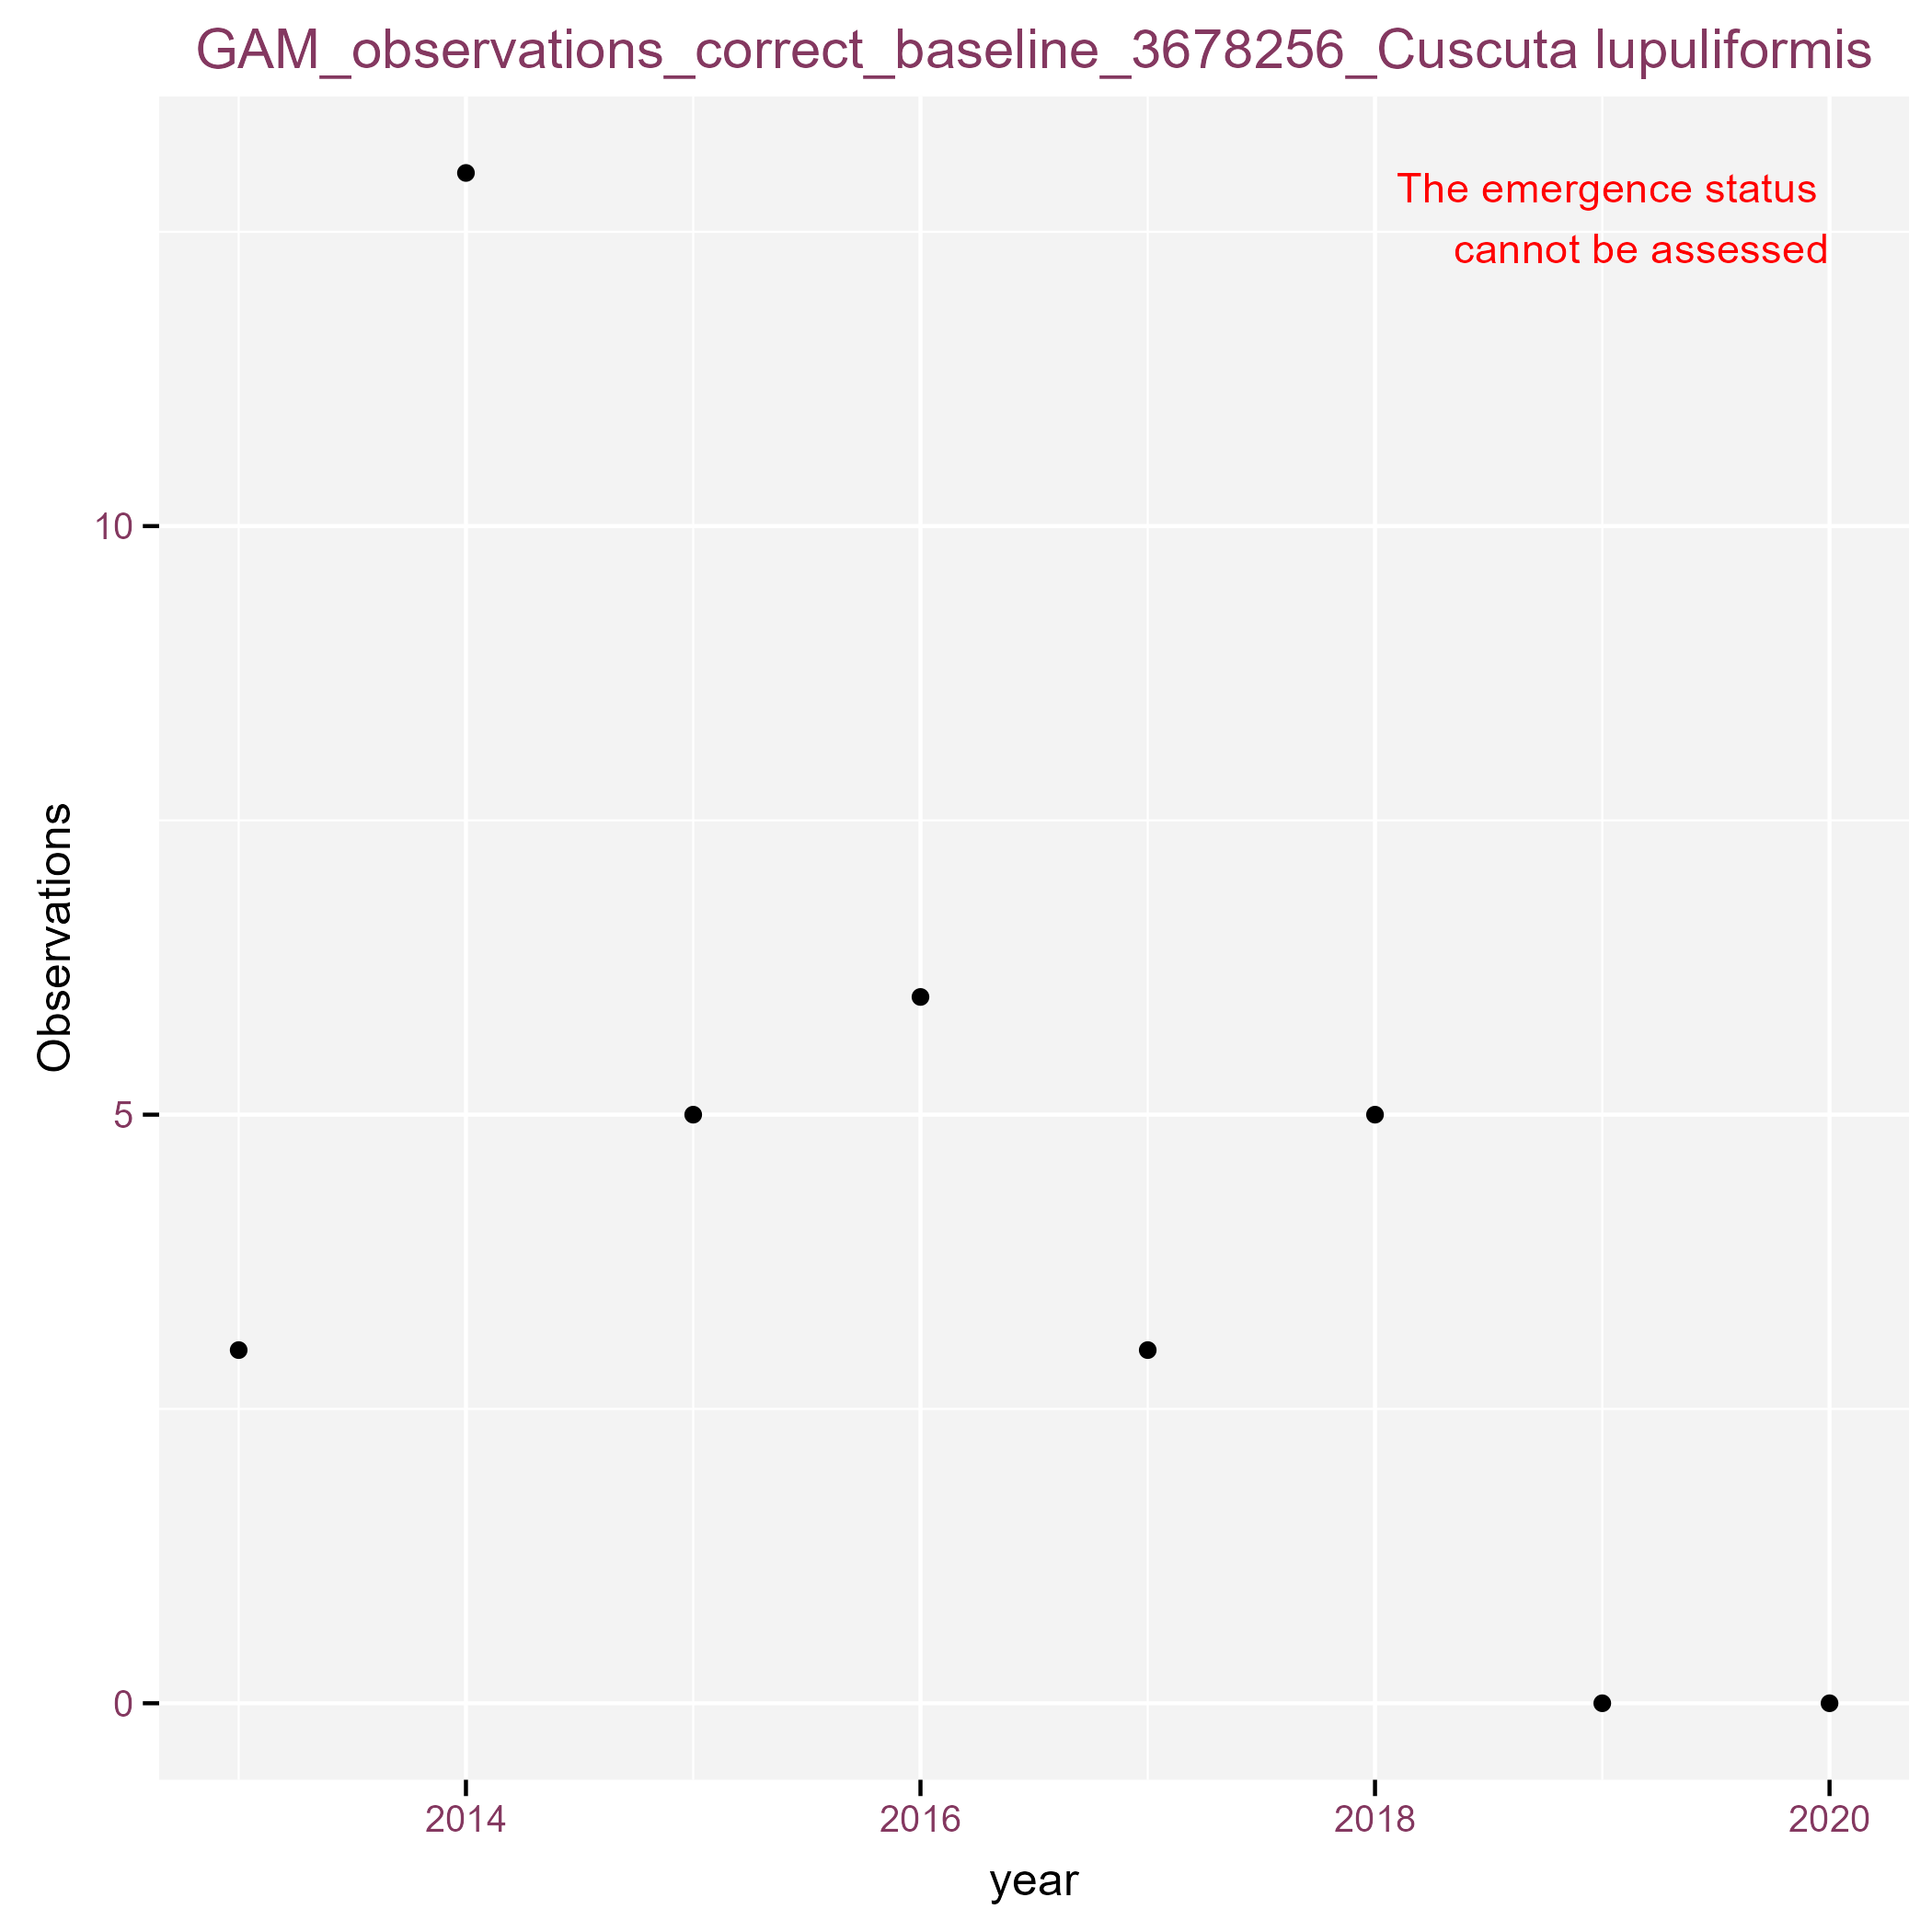 GAM_observations_correct_baseline_3678256_Cuscuta lupuliformis
The emergence status
cannot be assessed
10
5
0
Observations
2014 2016 2018 2020
year